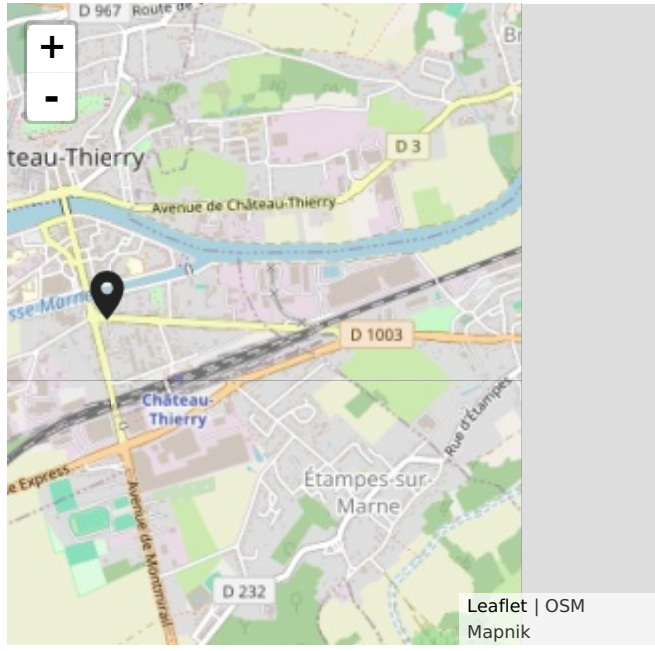 D 967
Route de
+
-
Br
teau-Thierry
D 3
Avenue de Château-Thierry
sse Marne
D 1003
Château-
Thierry
Rue d'Étampes
e Express
Étampes-sur-
Marne
Avenue de Montmirail
D 232
Leaflet | OSM
Mapnik